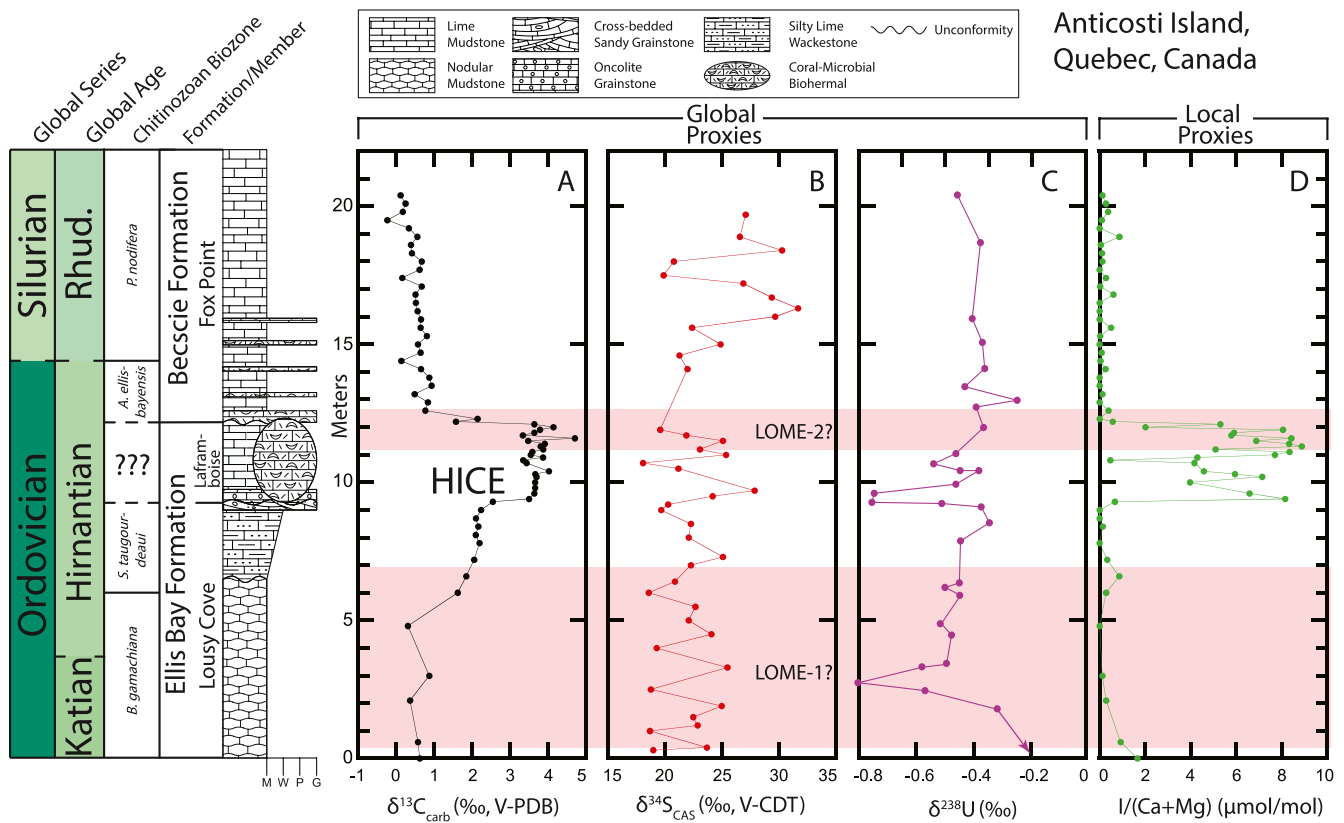 Lime
Mudstone
Cross-bedded
Sandy Grainstone
Silty Lime
Wackestone
Unconformity
Nodular
Mudstone
Oncolite
Grainstone
Coral-Microbial
Biohermal
Anticosti Island,
Quebec, Canada
Global Series
Global Age
Chitinozoan Biozone
Formation/Member
Global
Proxies
Local
Proxies
Silurian
Ordovician
Rhud.
Hirnantian
Katian
P. nodifera
A. ellis-
bayensis
???
S. taugour-
deaui
B. gamachiana
Becscie Formation
Fox Point
Ellis Bay Formation
Lafram-
boise
Lousy Cove
M W P G
A
B
C
D
20
15
Meters
10
5
0
HICE
LOME-2?
LOME-1?
-1 0 1 2 3 4 5
δ¹³Ccarb (‰, V-PDB)
15 20 25 30 35
δ³⁴SCAS (‰, V-CDT)
-0.8 -0.6 -0.4 -0.2 0
δ²³⁸U (‰)
0 2 4 6 8 10
I/(Ca+Mg) (μmol/mol)